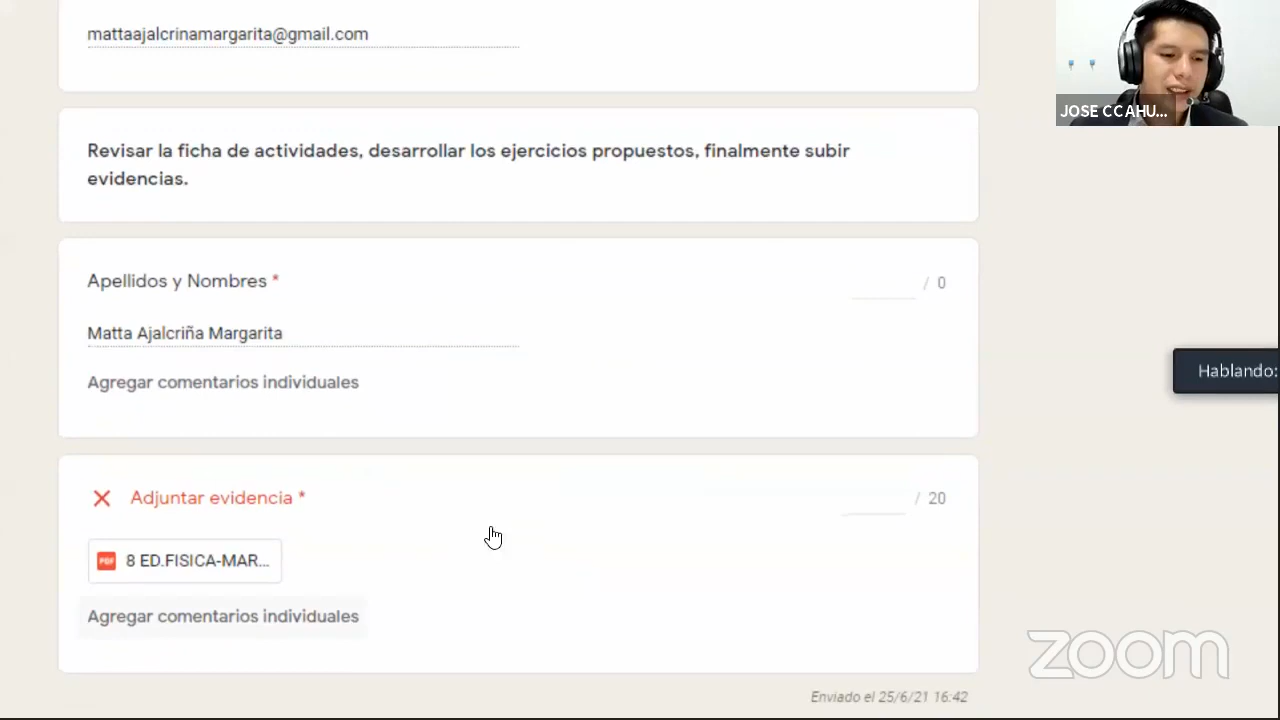 mattaajalcrinamargarita@gmail.com
JOSE CCAHU...
Revisar la ficha de actividades, desarrollar los ejercicios propuestos, finalmente subir
evidencias.
Apellidos y Nombres *
/ 0
Matta Ajalcriña Margarita
Agregar comentarios individuales
Hablando:
Adjuntar evidencia *
/ 20
PDF
8 ED.FISICA-MAR...
Agregar comentarios individuales
zoom
Enviado el 25/6/21 16:42